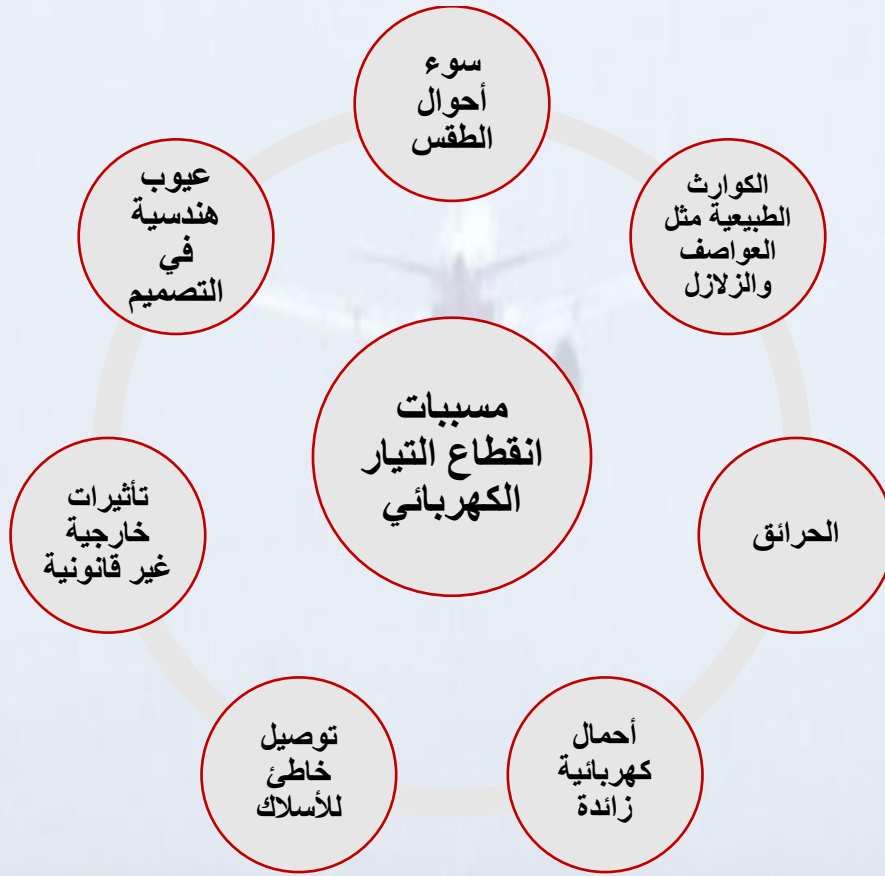 سوء
أحوال
الطقس
الكوارث
الطبيعية مثل
العواصف
والزلازل
الحرائق
أحمال
كهربائية
زائدة
توصيل
خاطئ
للأسلاك
تأثيرات
خارجية
غير قانونية
عيوب
هندسية
في
التصميم
مسببات
انقطاع التيار
الكهربائي